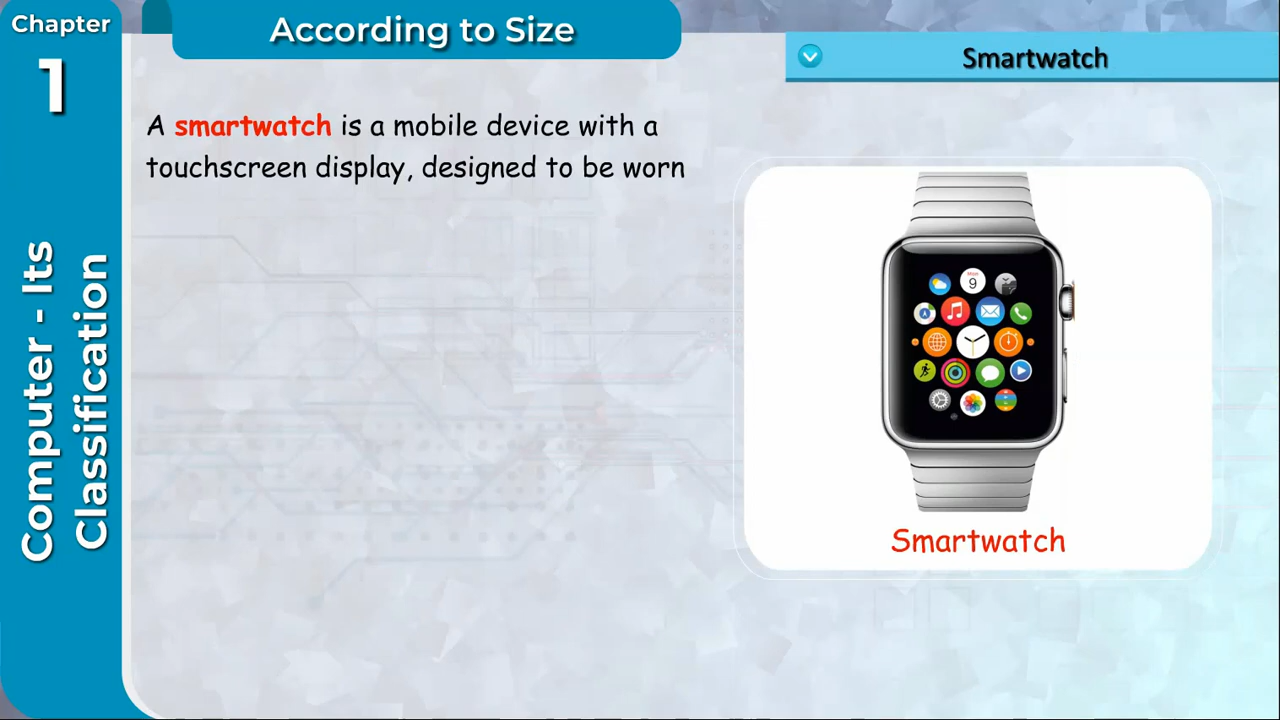 Chapter
1
Computer - Its
Classification
According to Size
Smartwatch
A smartwatch is a mobile device with a
touchscreen display, designed to be worn
Mon
9
Smartwatch